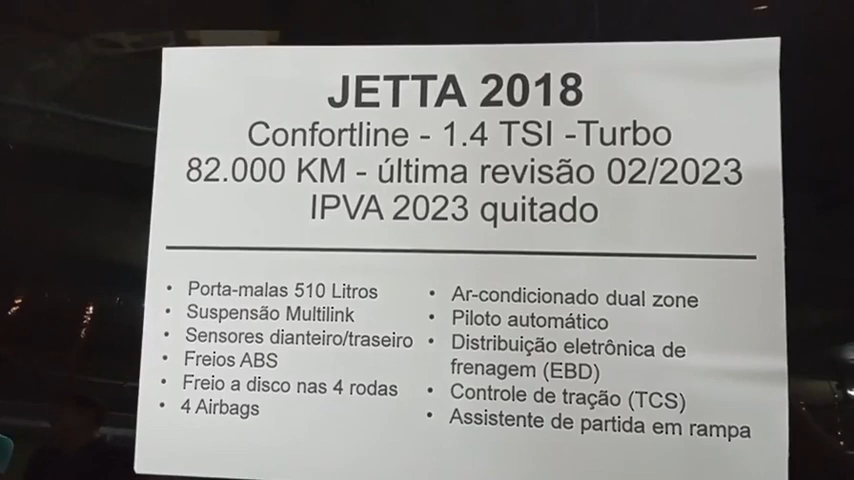 JETTA 2018
Confortline - 1.4 TSI -Turbo
82.000 KM - última revisão 02/2023
IPVA 2023 quitado
• Porta-malas 510 Litros
• Suspensão Multilink
• Sensores dianteiro/traseiro
• Freios ABS
• Freio a disco nas 4 rodas
• 4 Airbags
• Ar-condicionado dual zone
• Piloto automático
• Distribuição eletrônica de
frenagem (EBD)
• Controle de tração (TCS)
• Assistente de partida em rampa